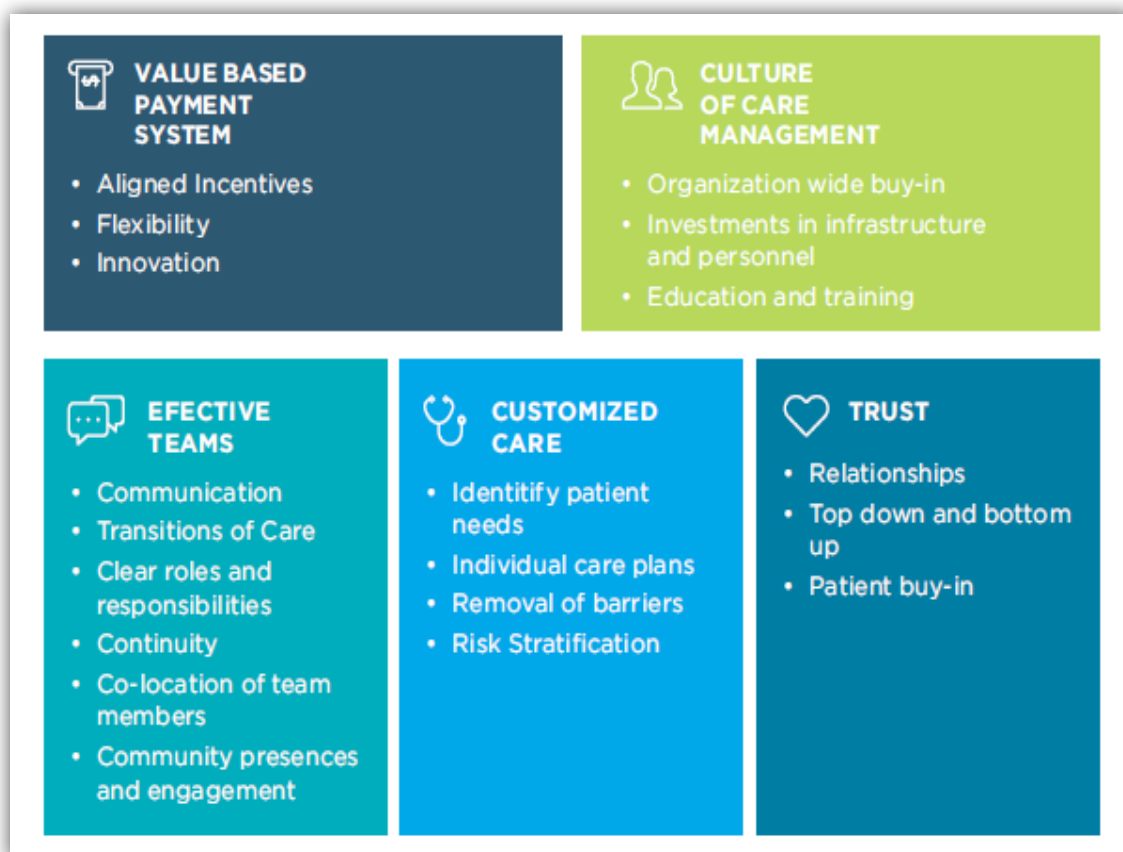 VALUE BASED
PAYMENT
SYSTEM
• Aligned Incentives
• Flexibility
• Innovation
CULTURE
OF CARE
MANAGEMENT
• Organization wide buy-in
• Investments in infrastructure
and personnel
• Education and training
EFECTIVE
TEAMS
• Communication
• Transitions of Care
• Clear roles and
responsibilities
• Continuity
• Co-location of team
members
• Community presences
and engagement
CUSTOMIZED
CARE
• Identitify patient
needs
• Individual care plans
• Removal of barriers
• Risk Stratification
TRUST
• Relationships
• Top down and bottom
up
• Patient buy-in